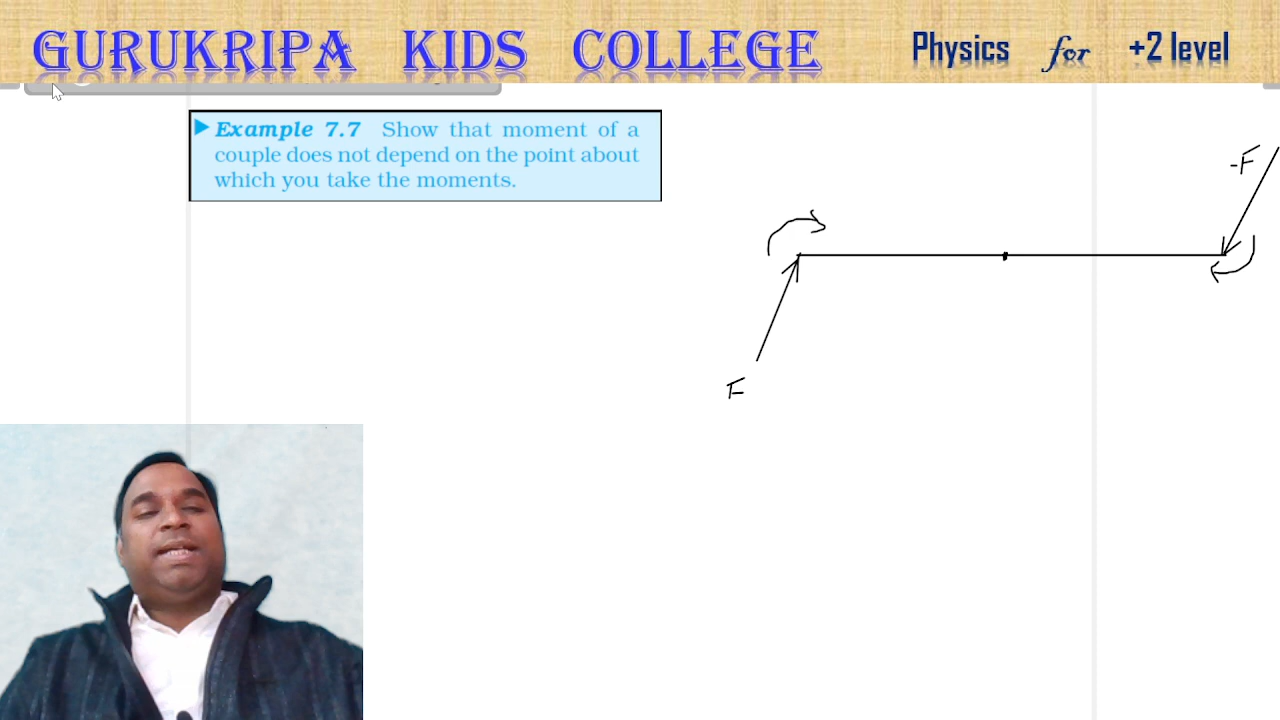 GURUKRIPA KIDS COLLEGE Physics for +2 level
Example 7.7 Show that moment of a
couple does not depend on the point about
which you take the moments.
-F
F